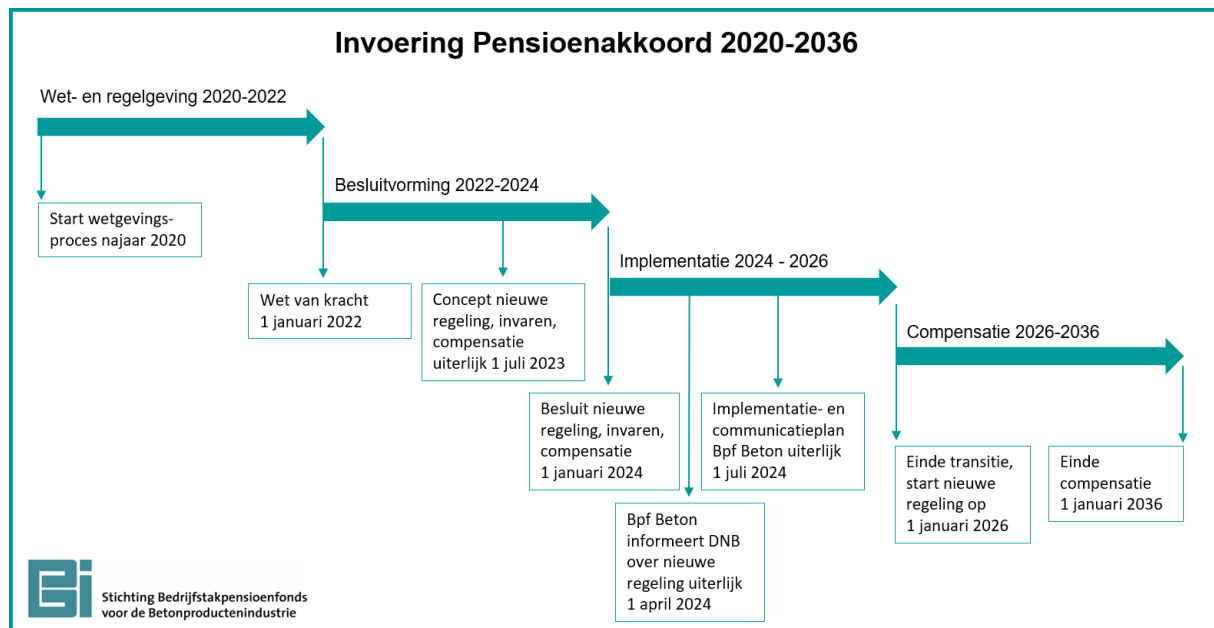 Invoering Pensioenakkoord 2020-2036
Wet- en regelgeving 2020-2022
Start wetgevings-
proces najaar 2020
Besluitvorming 2022-2024
Wet van kracht
1 januari 2022
Concept nieuwe
regeling, invaren,
compensatie
uiterlijk 1 juli 2023
Implementatie 2024 - 2026
Besluit nieuwe
regeling, invaren,
compensatie
1 januari 2024
Bpf Beton
informeert DNB
over nieuwe
regeling uiterlijk
1 april 2024
Implementatie- en
communicatieplan
Bpf Beton uiterlijk
1 juli 2024
Compensatie 2026-2036
Einde transitie,
start nieuwe
regeling op
1 januari 2026
Einde
compensatie
1 januari 2036
Stichting Bedrijfstakpensioenfonds
voor de Betonproductenindustrie